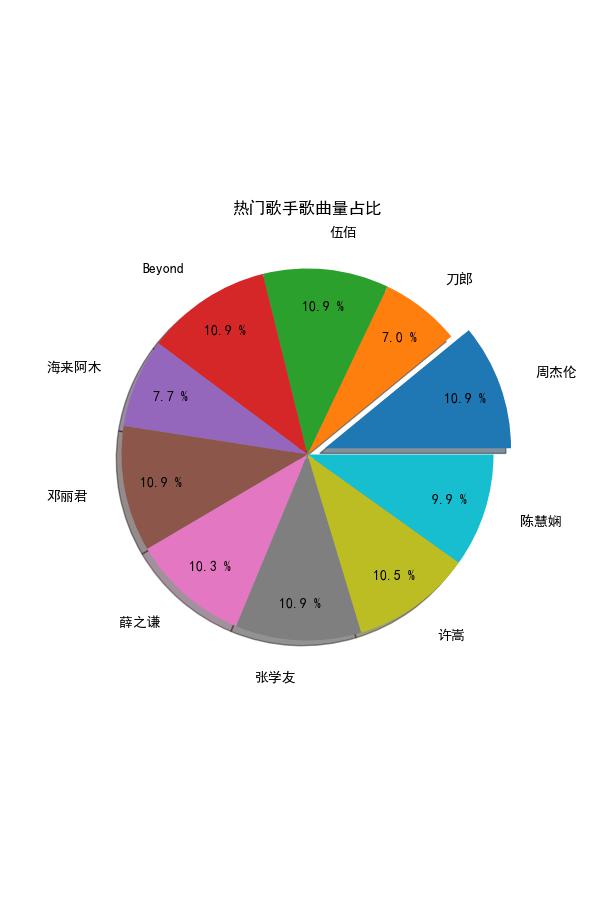 热门歌手歌曲量占比
伍佰
Beyond
刀郎
10.9 %
10.9 %
7.0 %
海来阿木
周杰伦
7.7 %
10.9 %
10.9 %
邓丽君
9.9 %
陈慧娴
10.3 %
10.5 %
10.9 %
薛之谦
许嵩
张学友